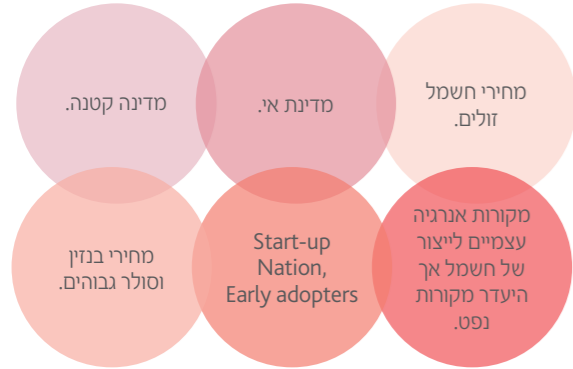 מחירי חשמל
זולים.
מדינת אי.
מדינה קטנה.
מקורות אנרגיה
עצמיים לייצור
של חשמל אך
היעדר מקורות
נפט.
Start-up
Nation,
Early adopters
מחירי בנזין
וסולר גבוהים.